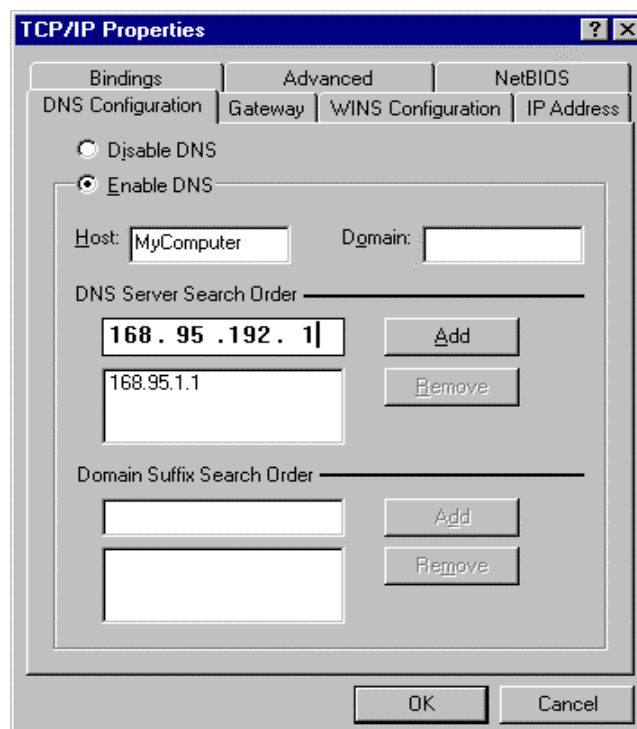 TCP/IP Properties
Bindings Advanced NetBIOS
DNS Configuration Gateway WINS Configuration IP Address
Disable DNS
Enable DNS
Host: MyComputer Domain:
DNS Server Search Order
168. 95 .192. 1 Add
168.95.1.1 Remove
Domain Suffix Search Order
Add
Remove
OK Cancel